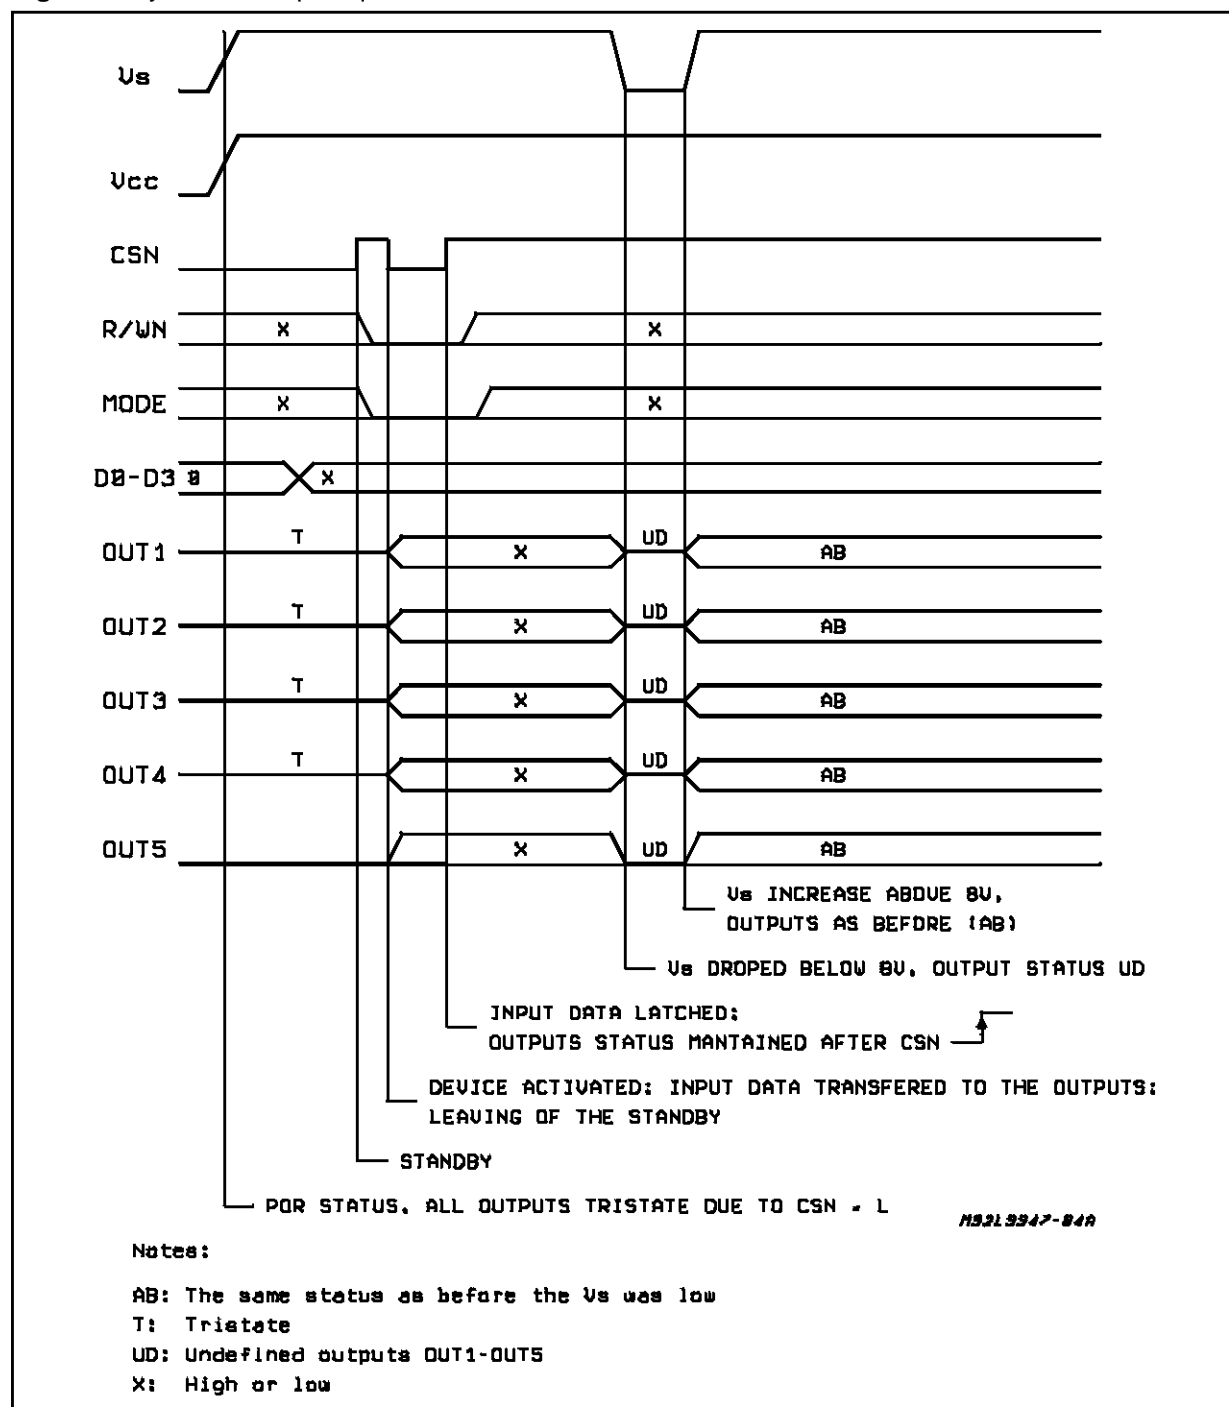 Vs
Vcc
CSN
R/WN X X
MODE X X
D0-D3 0 X
T UD
OUT1 X AB
T UD
OUT2 X AB
T UD
OUT3 X AB
T UD
OUT4 X AB
OUT5 X UD AB
Vs INCREASE ABOVE 8V,
OUTPUTS AS BEFORE (AB)
Vs DROPED BELOW 8V, OUTPUT STATUS UD
INPUT DATA LATCHED:
OUTPUTS STATUS MANTAINED AFTER CSN
DEVICE ACTIVATED: INPUT DATA TRANSFERED TO THE OUTPUTS:
LEAVING OF THE STANDBY
STANDBY
POR STATUS, ALL OUTPUTS TRISTATE DUE TO CSN = L
M92L9947-04A
Notes:
AB: The same status as before the Vs was low
T: Tristate
UD: Undefined outputs OUT1-OUT5
X: High or low